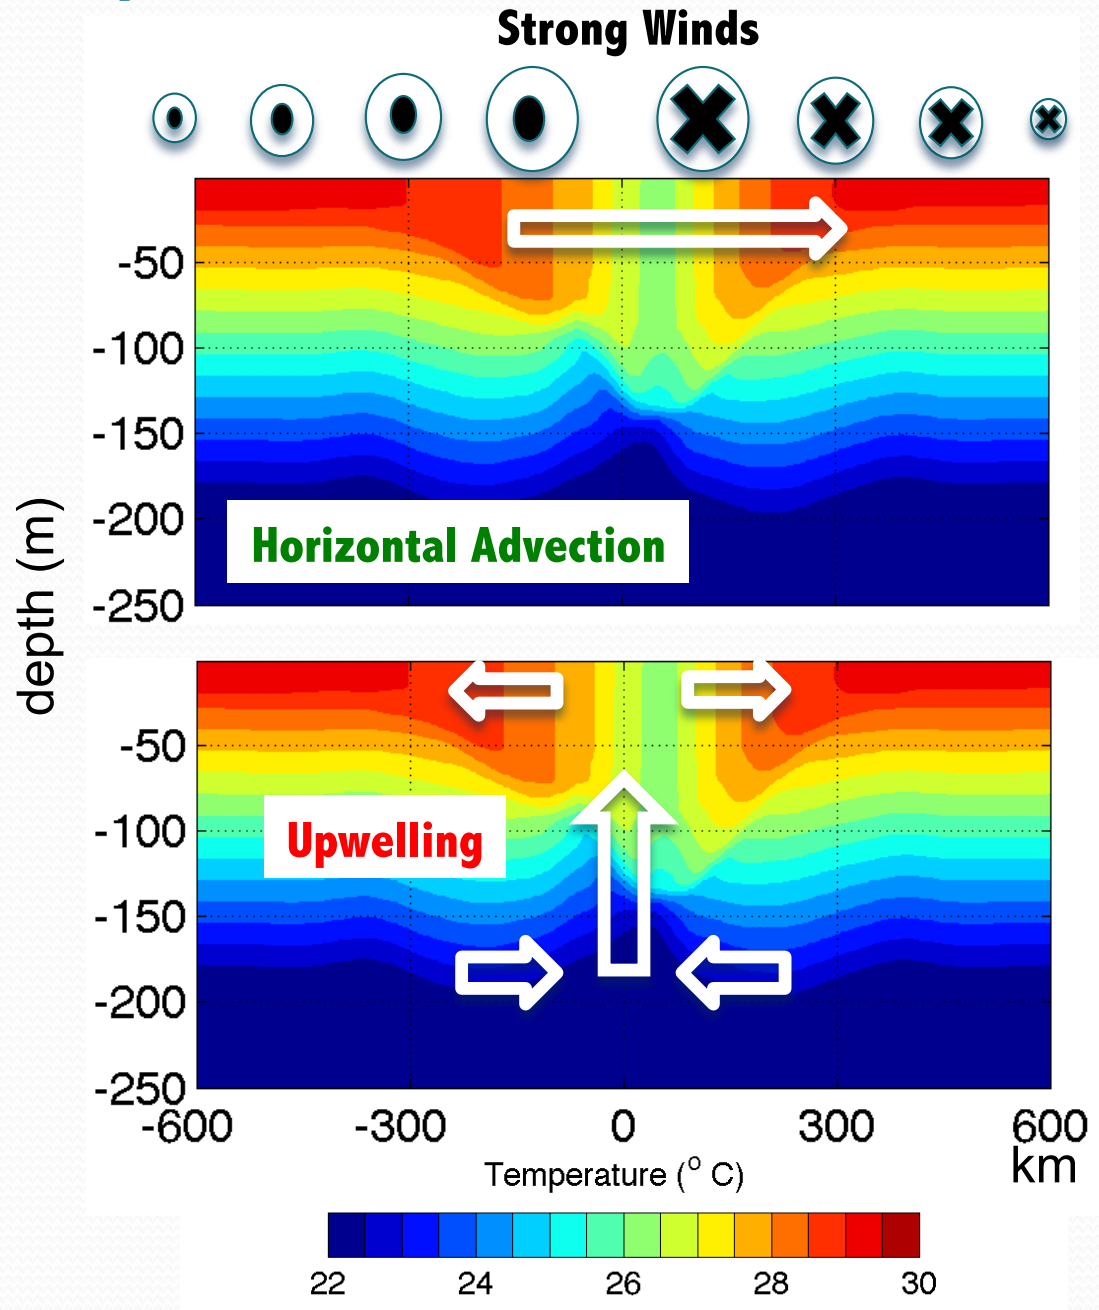 Strong Winds
-50
-100
-150
-200
-250
Horizontal Advection
depth (m)
-50
-100
-150
-200
-250
Upwelling
-600 -300 0 300 600
km
Temperature (° C)
22 24 26 28 30